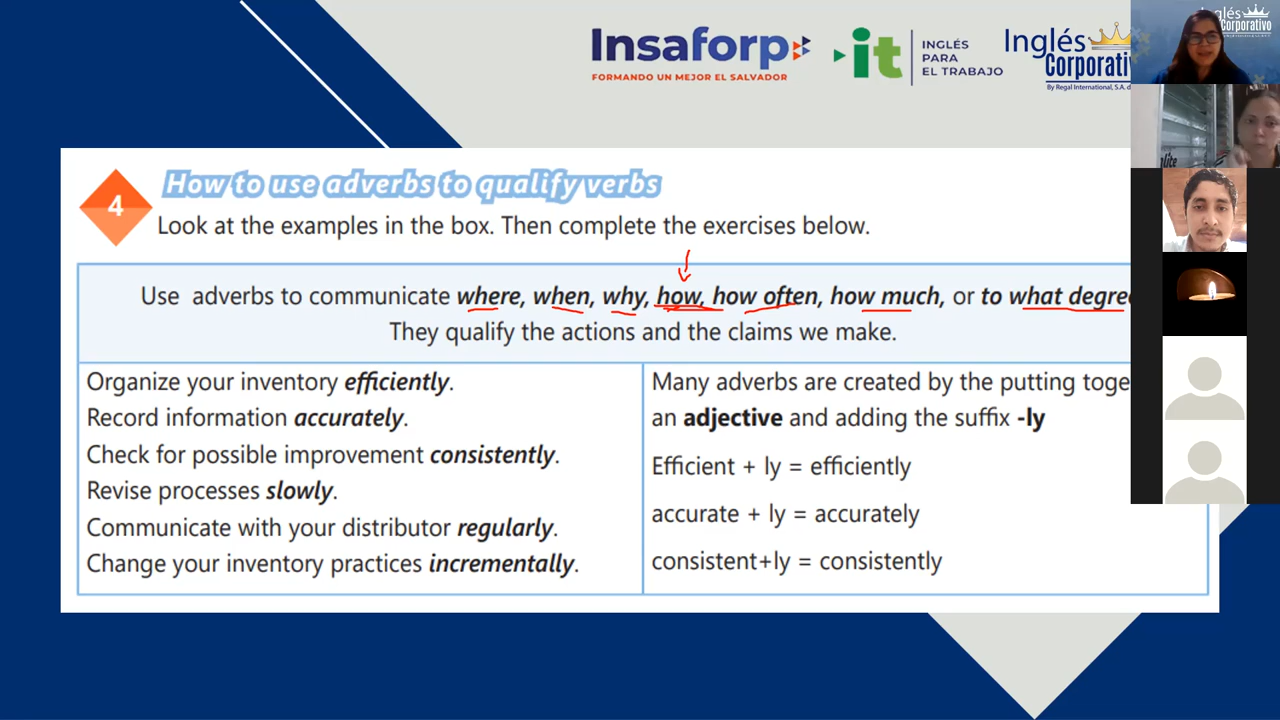 Insaforp
FORMANDO UN MEJOR EL SALVADOR
it
INGLÉS
PARA
EL TRABAJO
Inglés
Corporativ
By Regal International, S.A. d
Inglés
Corporativo
4
How to use adverbs to qualify verbs
Look at the examples in the box. Then complete the exercises below.
Use adverbs to communicate where, when, why, how, how often, how much, or to what degre
They qualify the actions and the claims we make.
Organize your inventory efficiently.
Record information accurately.
Check for possible improvement consistently.
Revise processes slowly.
Communicate with your distributor regularly.
Change your inventory practices incrementally.
Many adverbs are created by the putting toge
an adjective and adding the suffix -ly
Efficient + ly = efficiently
accurate + ly = accurately
consistent+ly = consistently